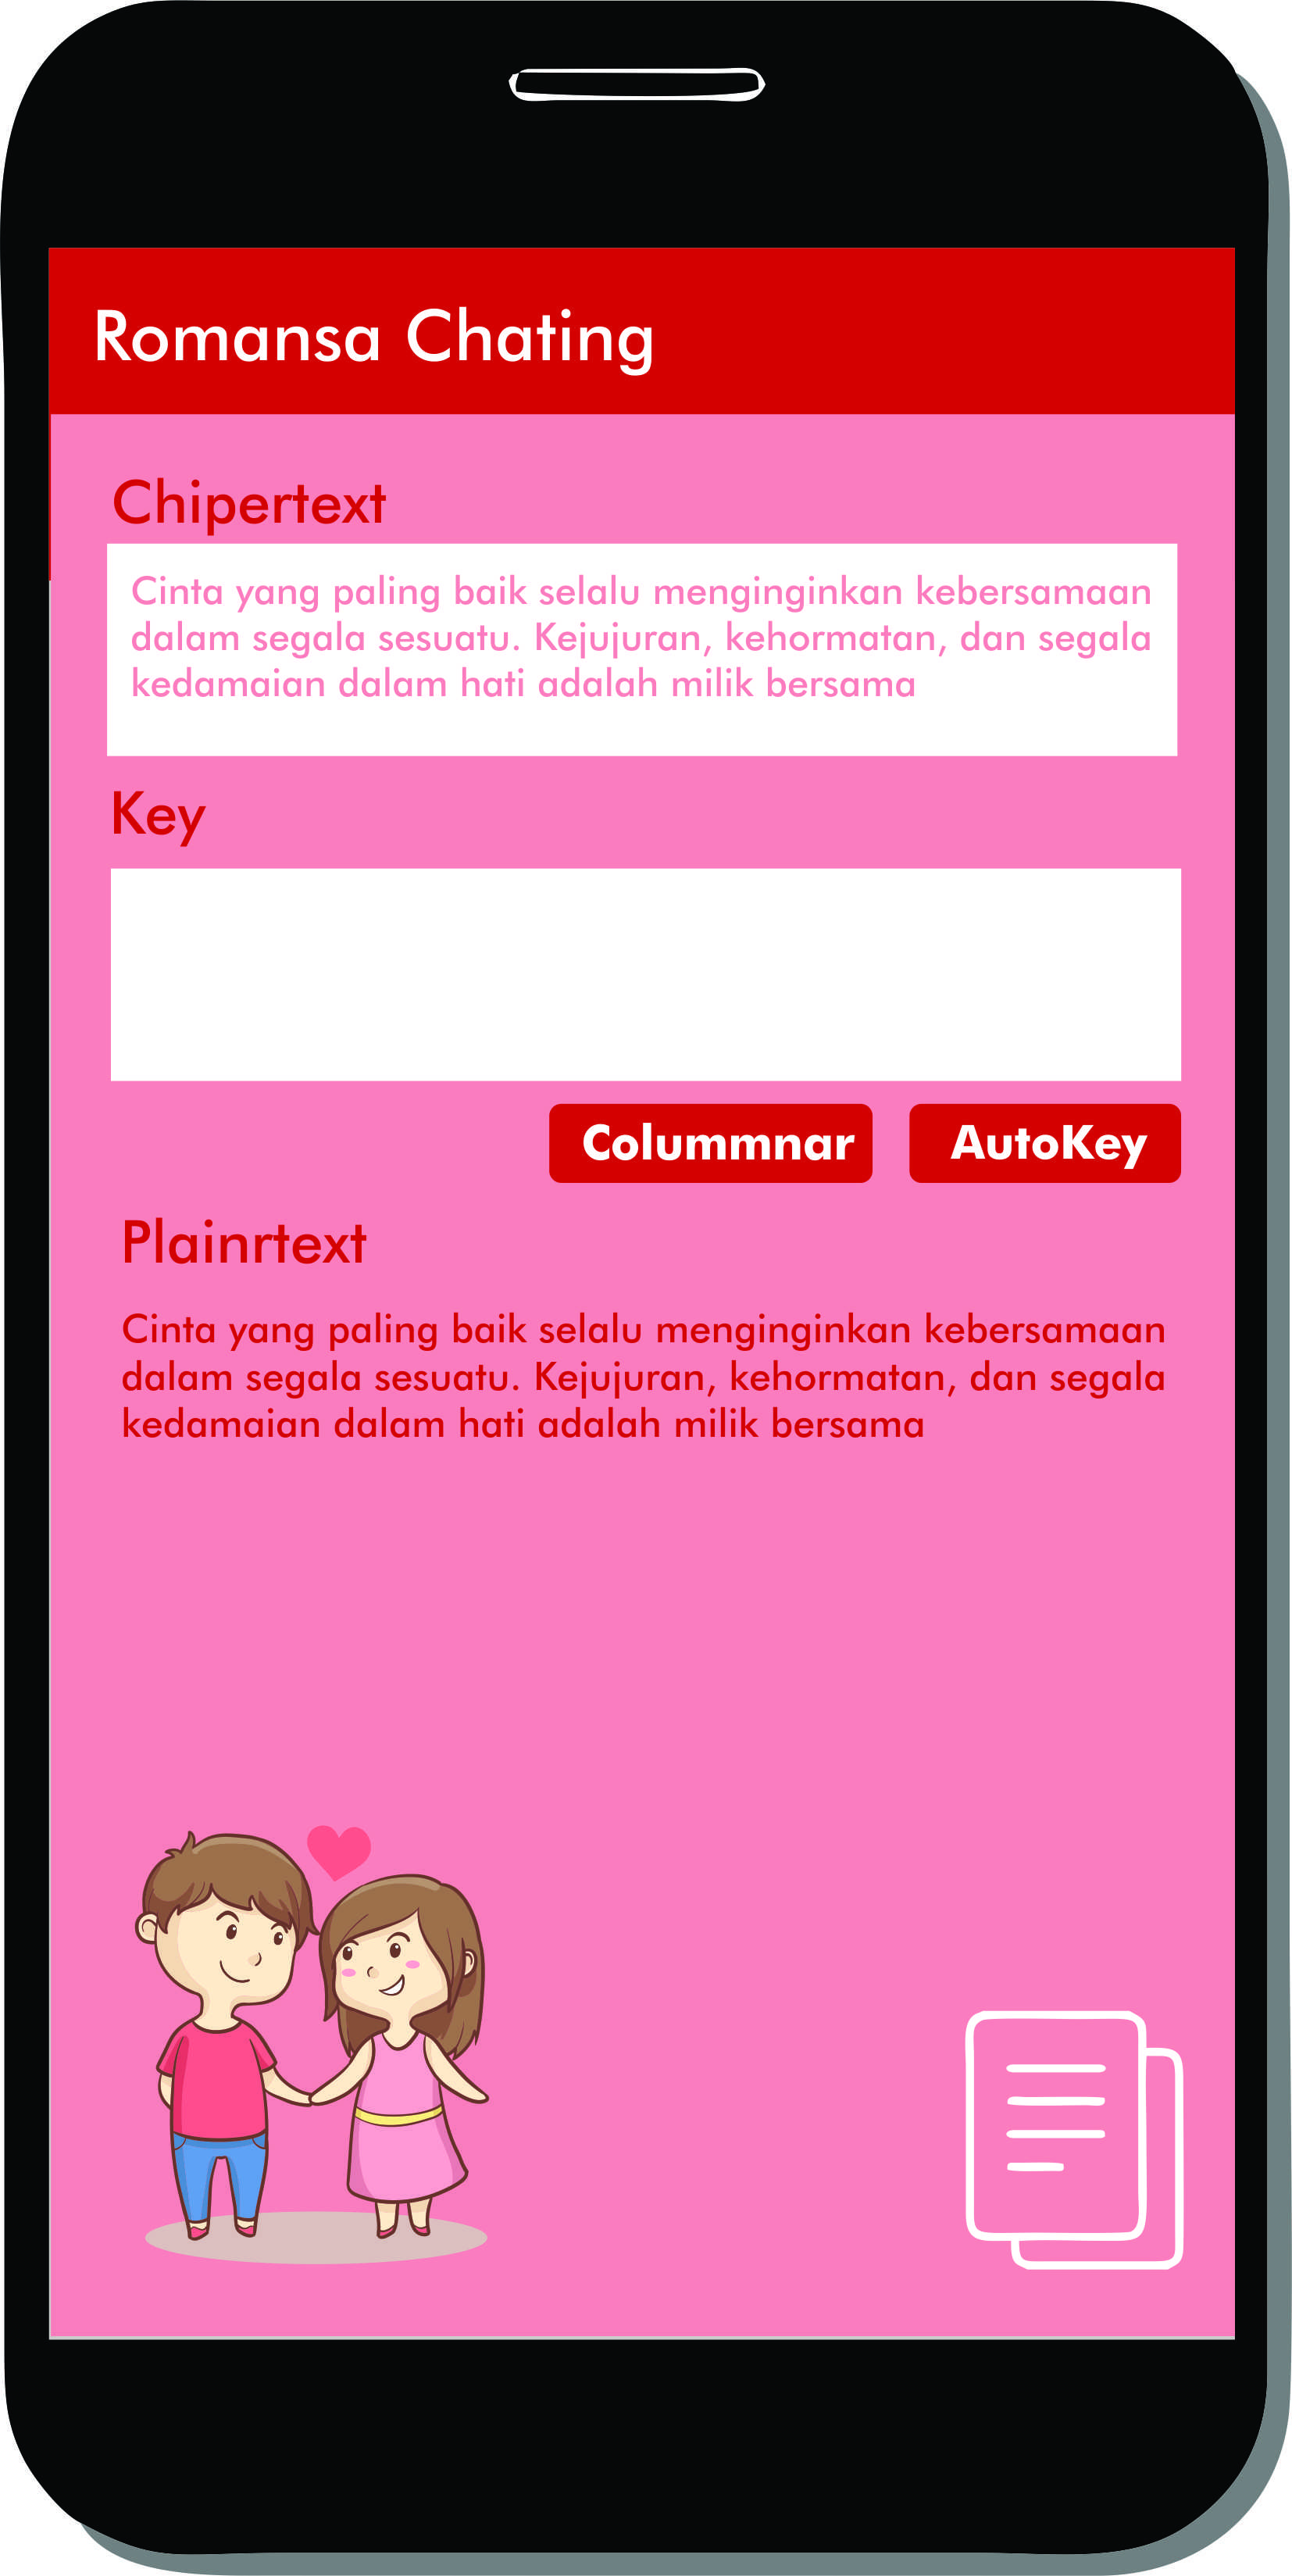 Romansa Chating
Chipertext
Cinta yang paling baik selalu menginginkan kebersamaan
dalam segala sesuatu. Kejujuran, kehormatan, dan segala
kedamaian dalam hati adalah milik bersama
Key
Colummnar AutoKey
Plainrtext
Cinta yang paling baik selalu menginginkan kebersamaan
dalam segala sesuatu. Kejujuran, kehormatan, dan segala
kedamaian dalam hati adalah milik bersama